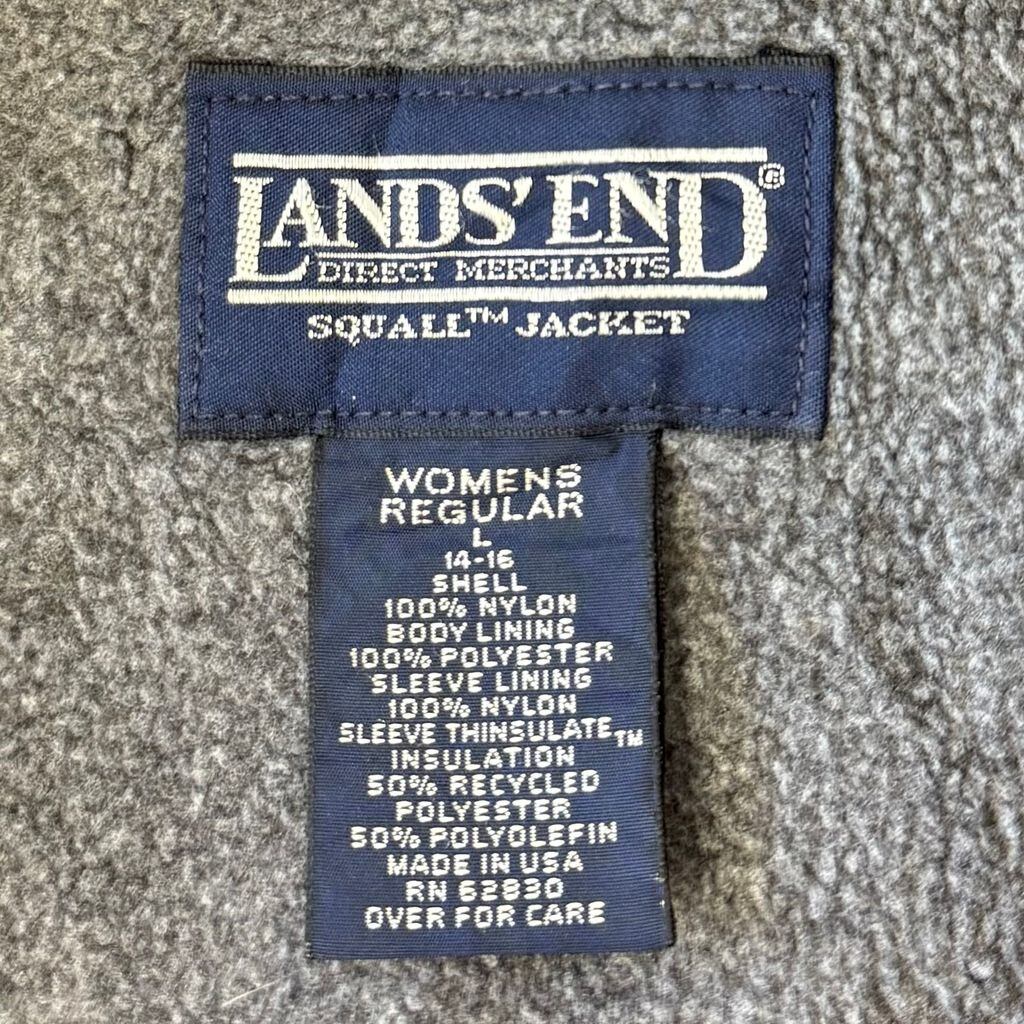 LANDS' END®
DIRECT MERCHANTS
SQUALL™ JACKET
WOMENS
REGULAR
L
14-16
SHELL
100% NYLON
BODY LINING
100% POLYESTER
SLEEVE LINING
100% NYLON
SLEEVE THINSULATE™
INSULATION
50% RECYCLED
POLYESTER
50% POLYOLEFIN
MADE IN USA
RN 62830
OVER FOR CARE